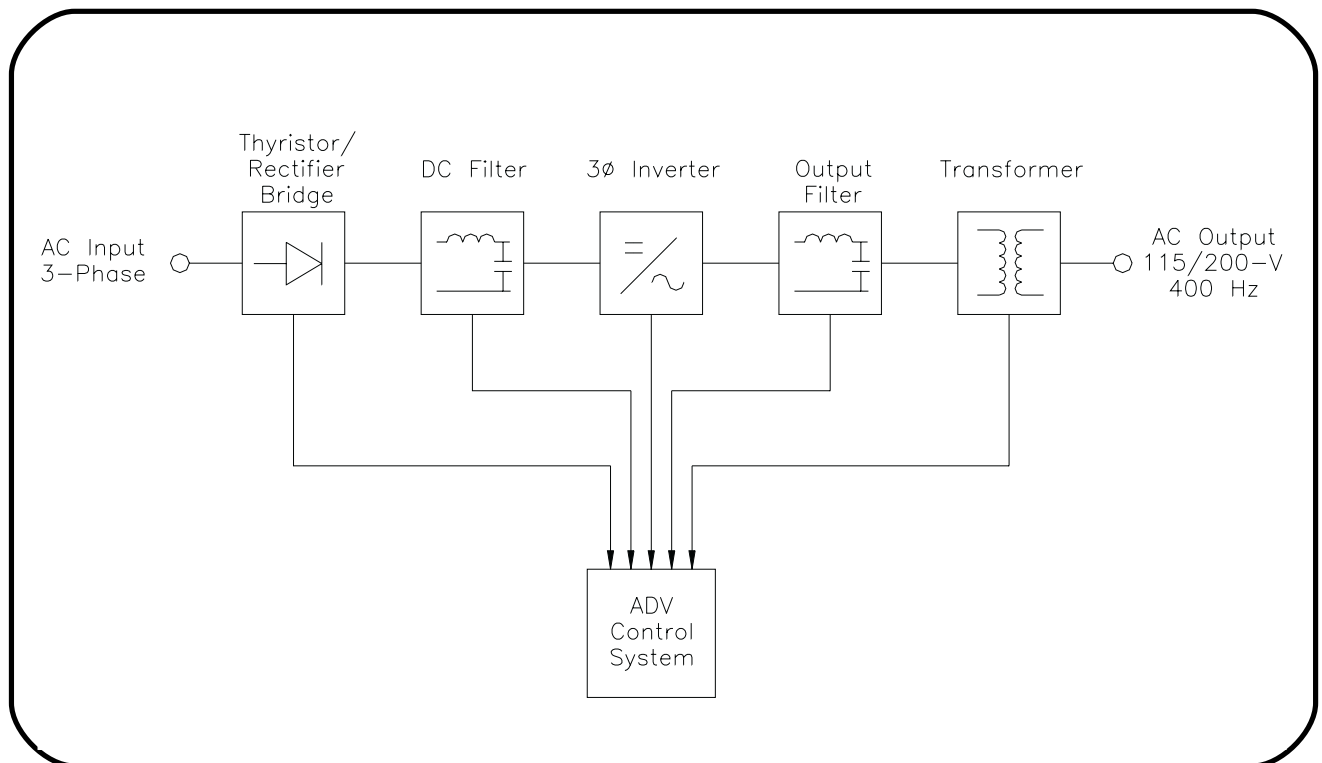 Thyristor/
Rectifier
Bridge
DC Filter
3ø Inverter
Output
Filter
Transformer
AC Input
3-Phase
AC Output
115/200-V
400 Hz
ADV
Control
System